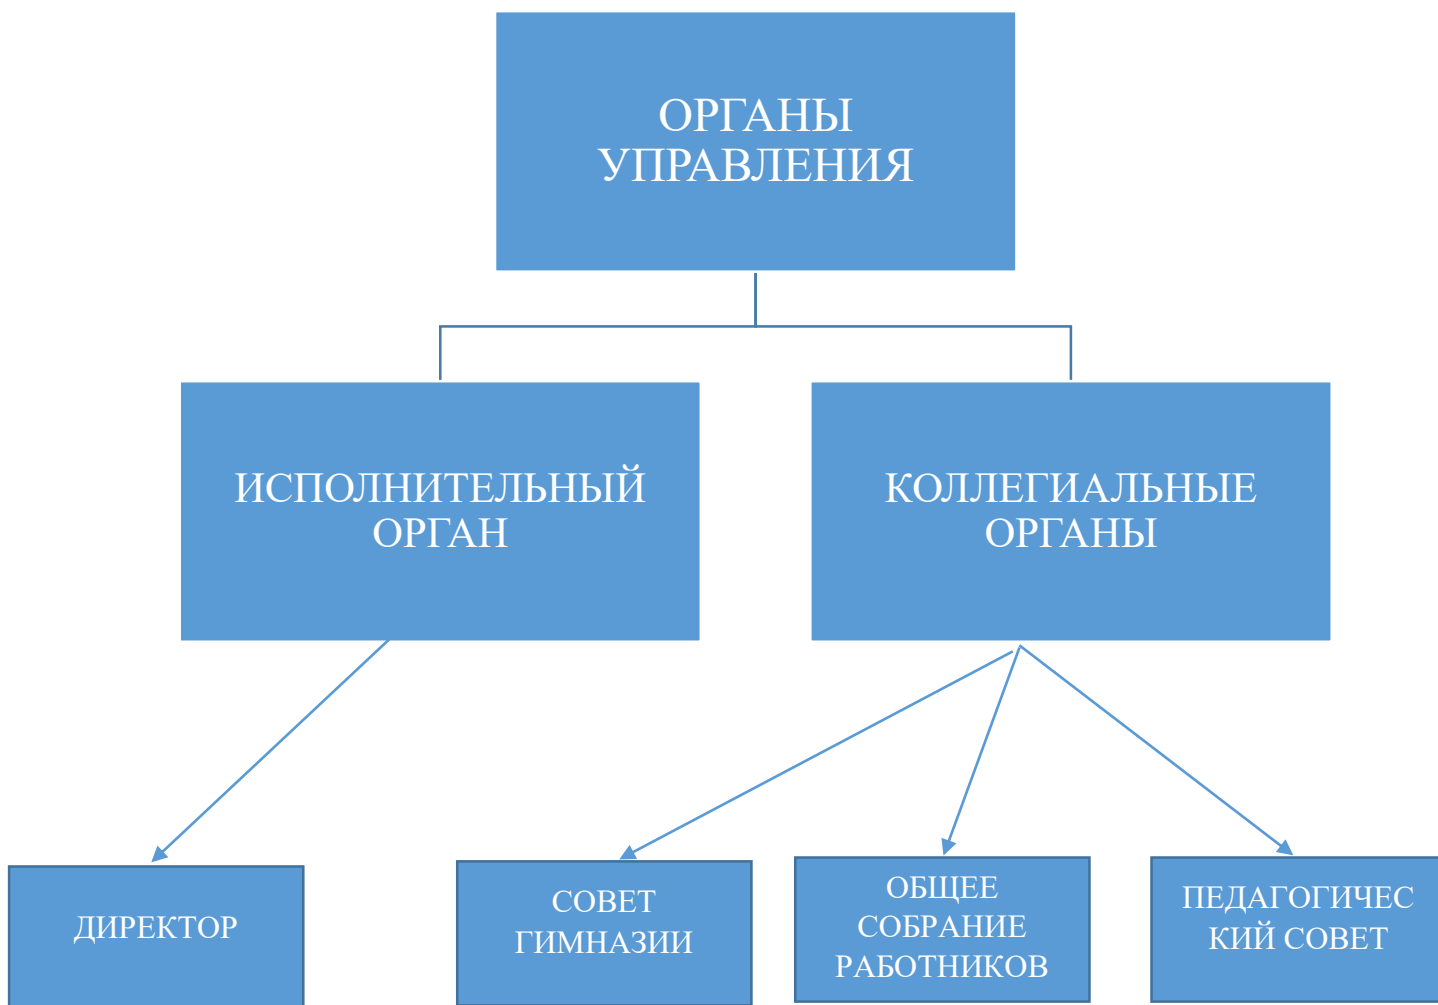 ОРГАНЫ
УПРАВЛЕНИЯ
ИСПОЛНИТЕЛЬНЫЙ
ОРГАН
КОЛЛЕГИАЛЬНЫЕ
ОРГАНЫ
ДИРЕКТОР
СОВЕТ
ГИМНАЗИИ
ОБЩЕЕ
СОБРАНИЕ
РАБОТНИКОВ
ПЕДАГОГИЧЕС
КИЙ СОВЕТ